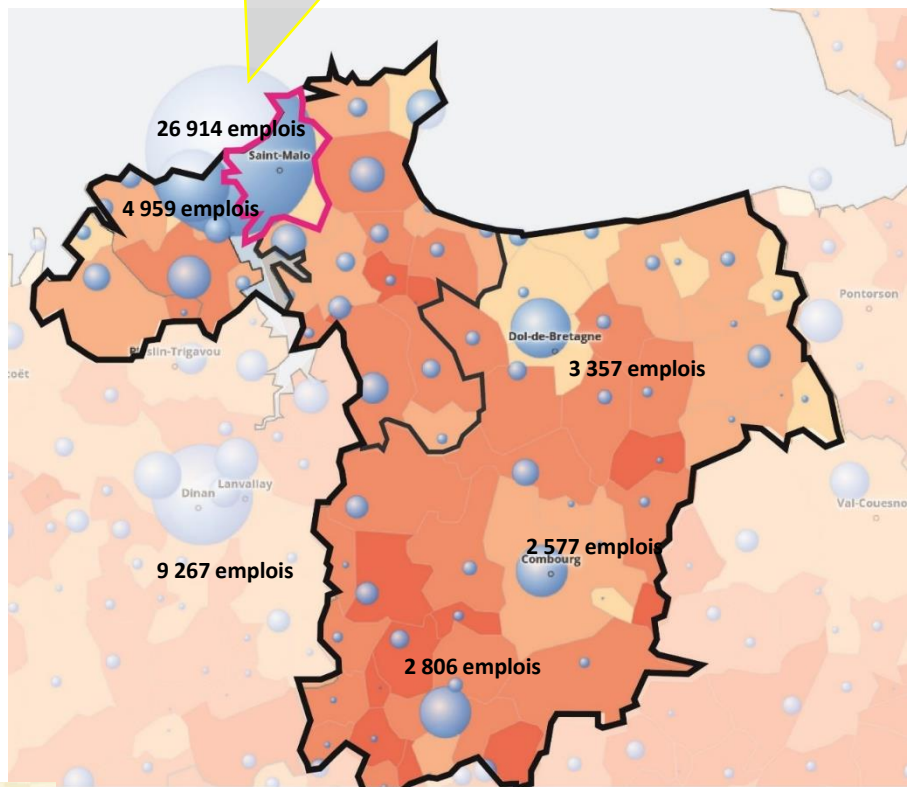 26 914 emplois
Saint-Malo
4 959 emplois
Pontorson
Dol-de-Bretagne
3 357 emplois
Lanvallay
Dinan
Val-Couesno
2 577 emplois
Combourg
9 267 emplois
2 806 emplois